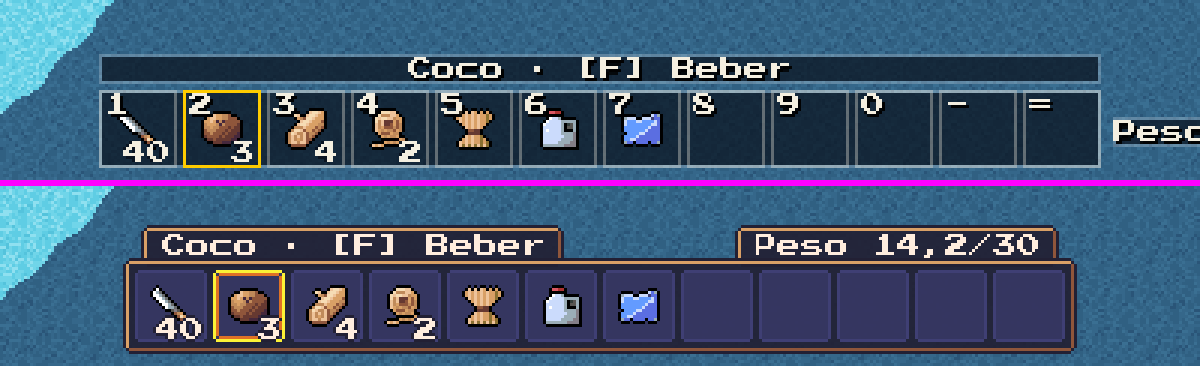 Coco · [F] Beber
1 2 3 4 5 6 7 8 9 0 - =
40 3 4 2
Peso
Coco · [F] Beber
Peso 14,2/30
40 3 4 2